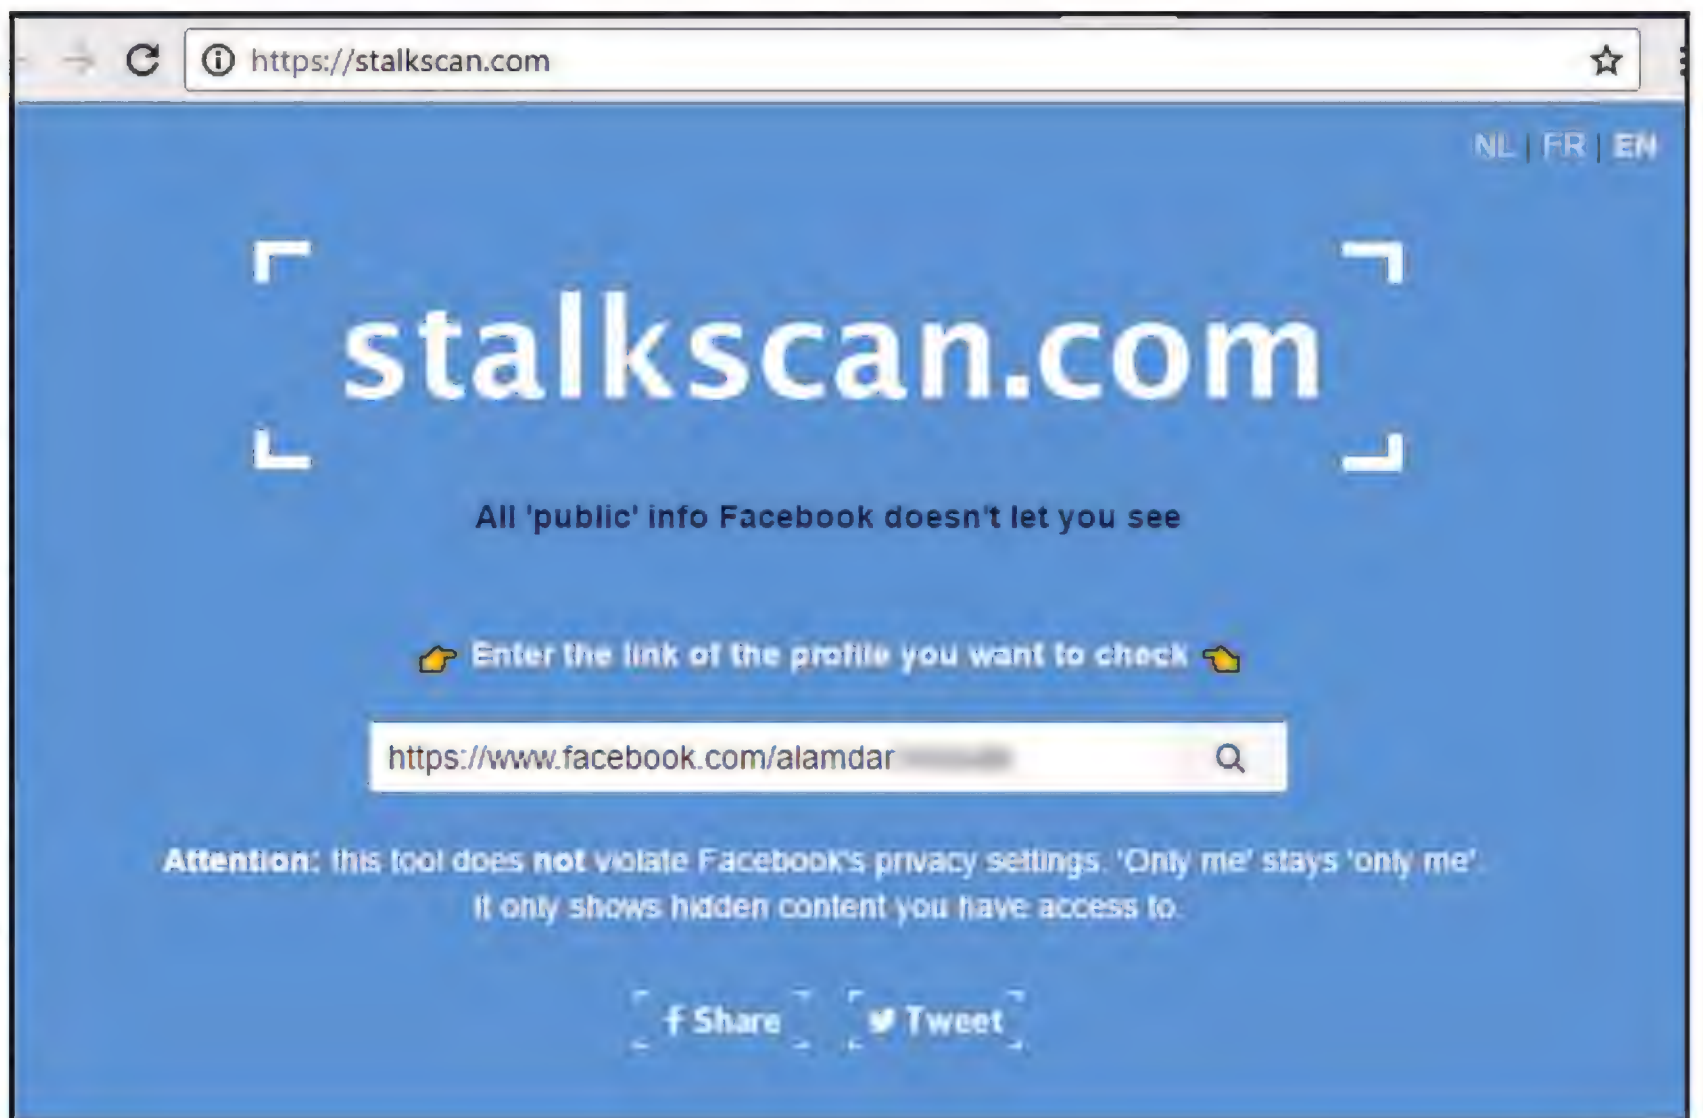 https://stalkscan.com
NL | FR | EN
stalkscan.com
All 'public' info Facebook doesn't let you see
Enter the link of the profile you want to check
https://www.facebook.com/alamdar
Attention: this tool does not violate Facebook's privacy settings. 'Only me' stays 'only me'.
It only shows hidden content you have access to.
Share Tweet